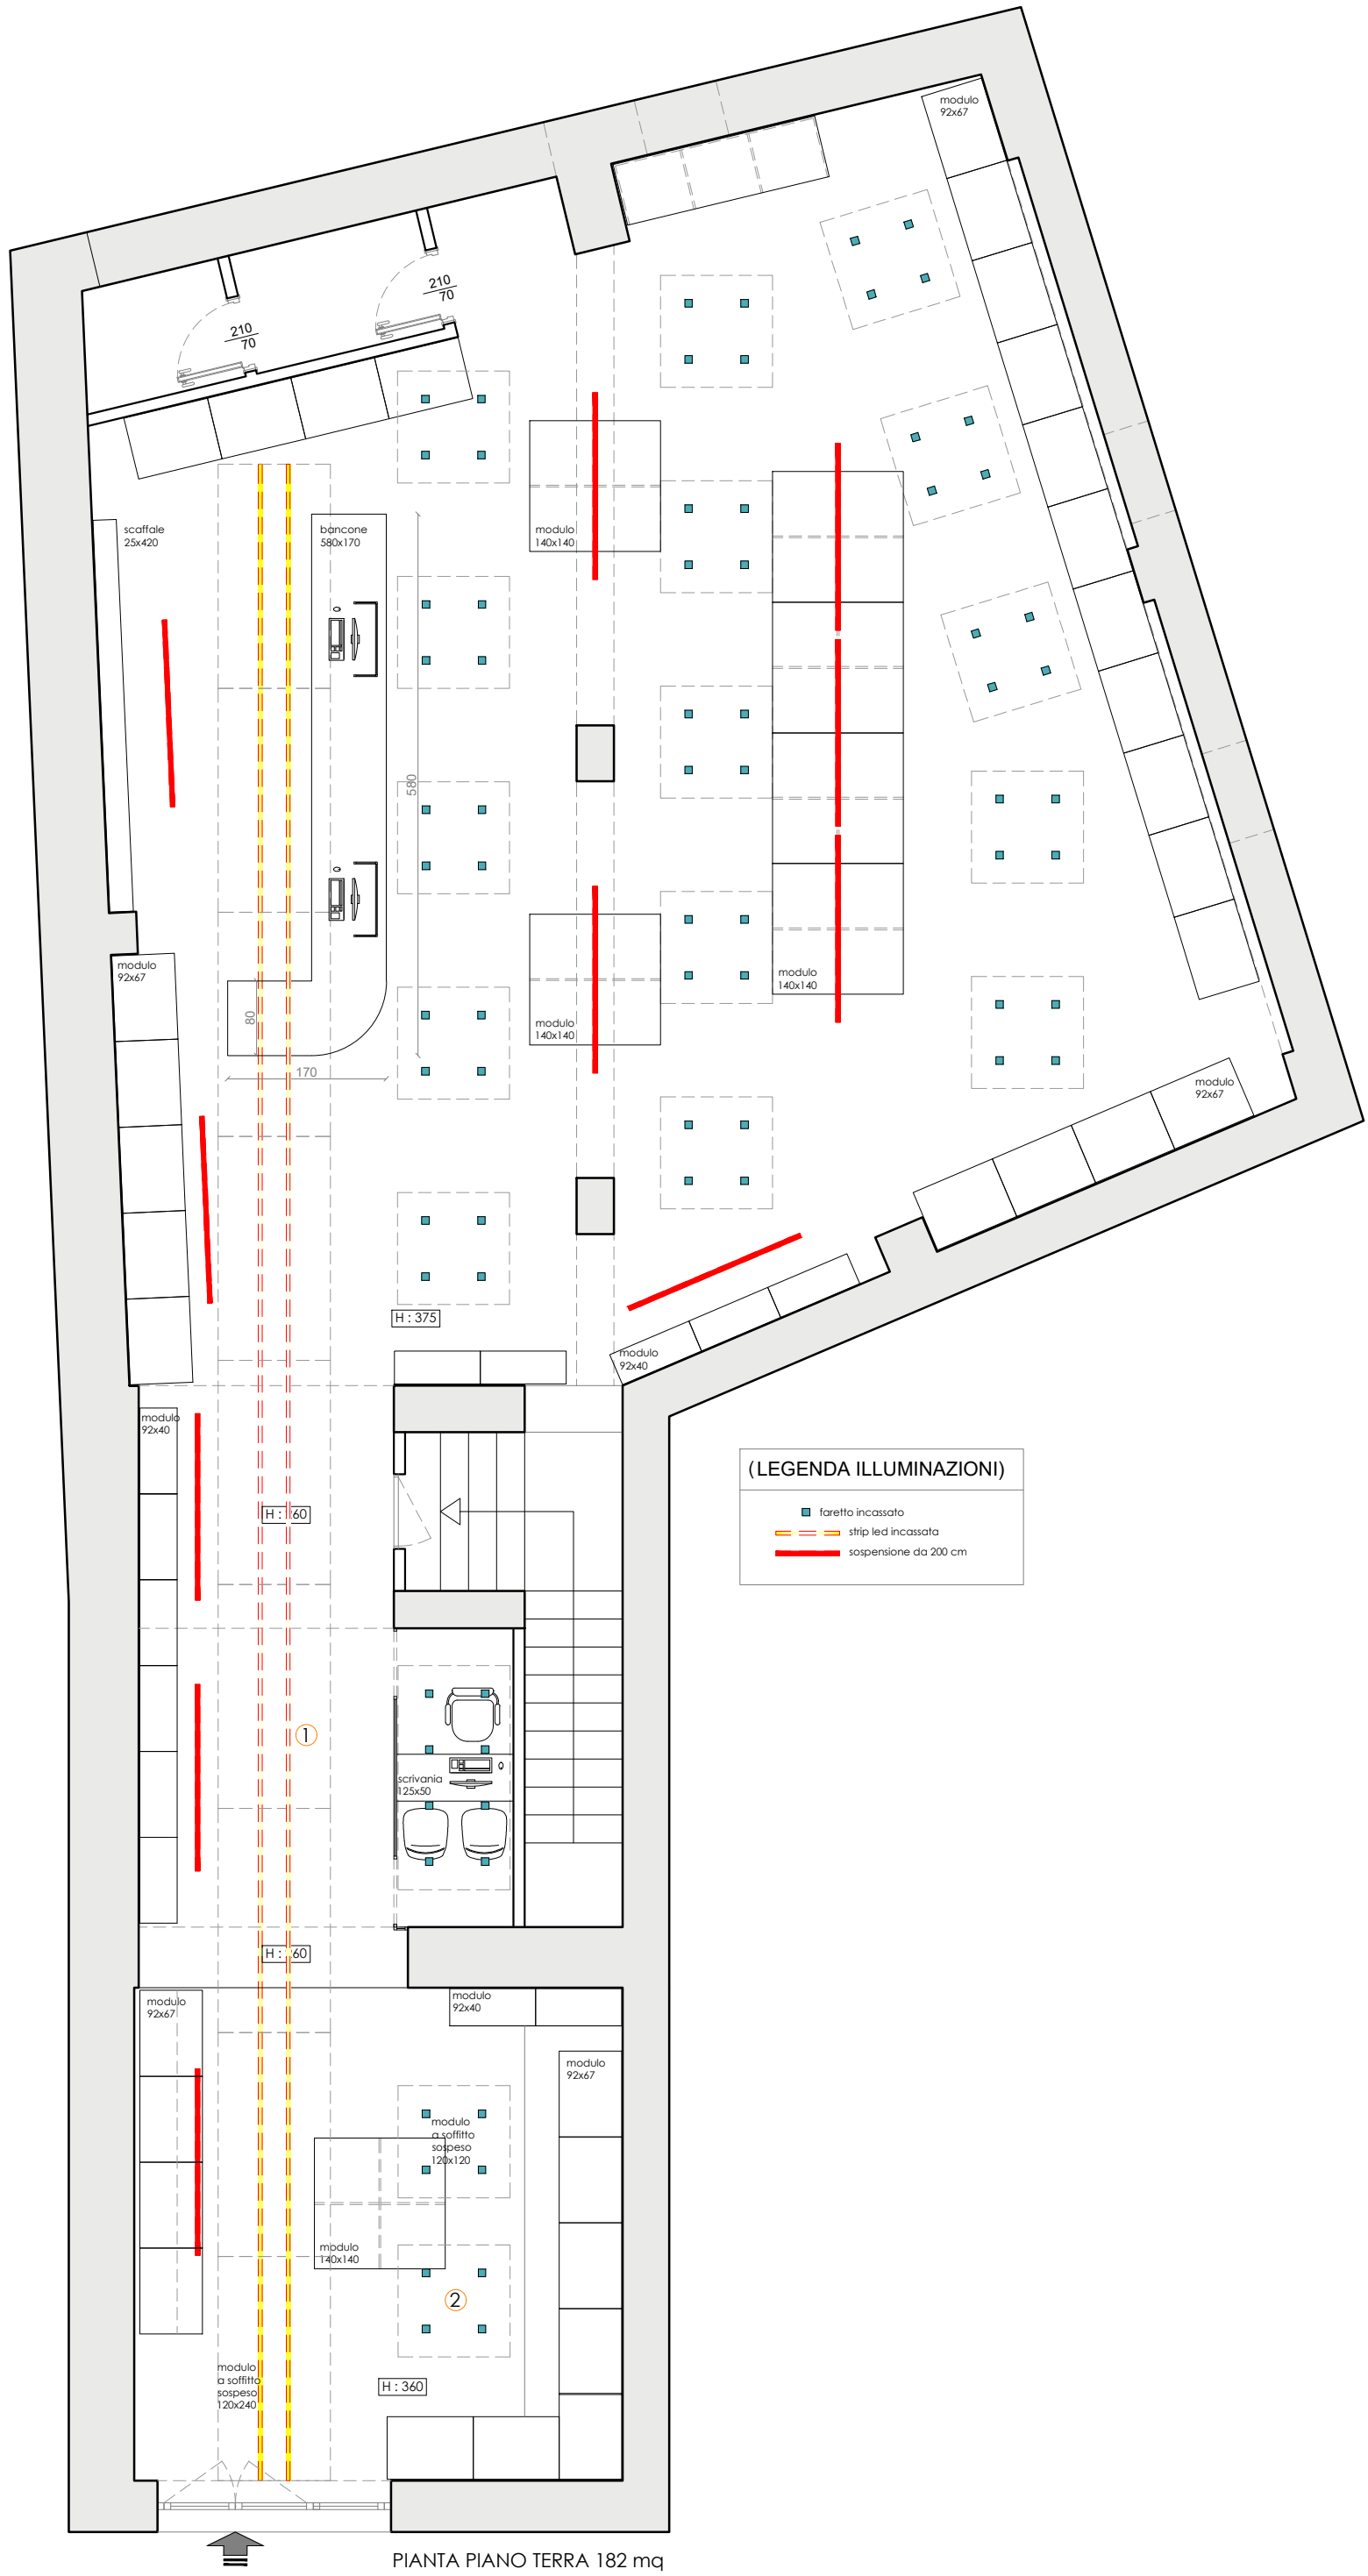 modulo
92x67
210
70
210
70
scaffale
25x420
bancone
580x170
modulo
140x140
580
modulo
92x67
modulo
140x140
80
modulo
140x140
170
modulo
92x67
H : 375
modulo
92x40
modulo
92x40
(LEGENDA ILLUMINAZIONI)
faretto incassato
strip led incassata
sospensione da 200 cm
1
scrivania
125x50
modulo
92x67
modulo
92x40
modulo
92x67
modulo
a soffitto
sospeso
120x120
modulo
140x140
2
modulo
a soffitto
sospeso
120x240
H : 360
PIANTA PIANO TERRA 182 mq